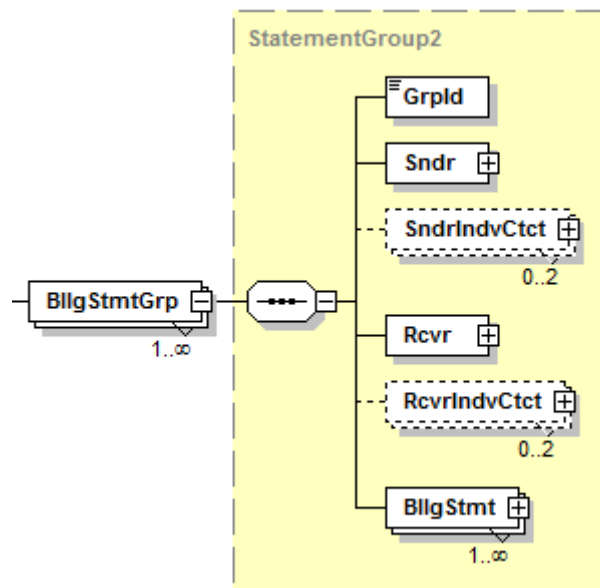 StatementGroup2
GrpId
Sndr
SndrIndvCtct
0..2
BllgStmtGrp
1..∞
Rcvr
RcvrIndvCtct
0..2
BllgStmt
1..∞